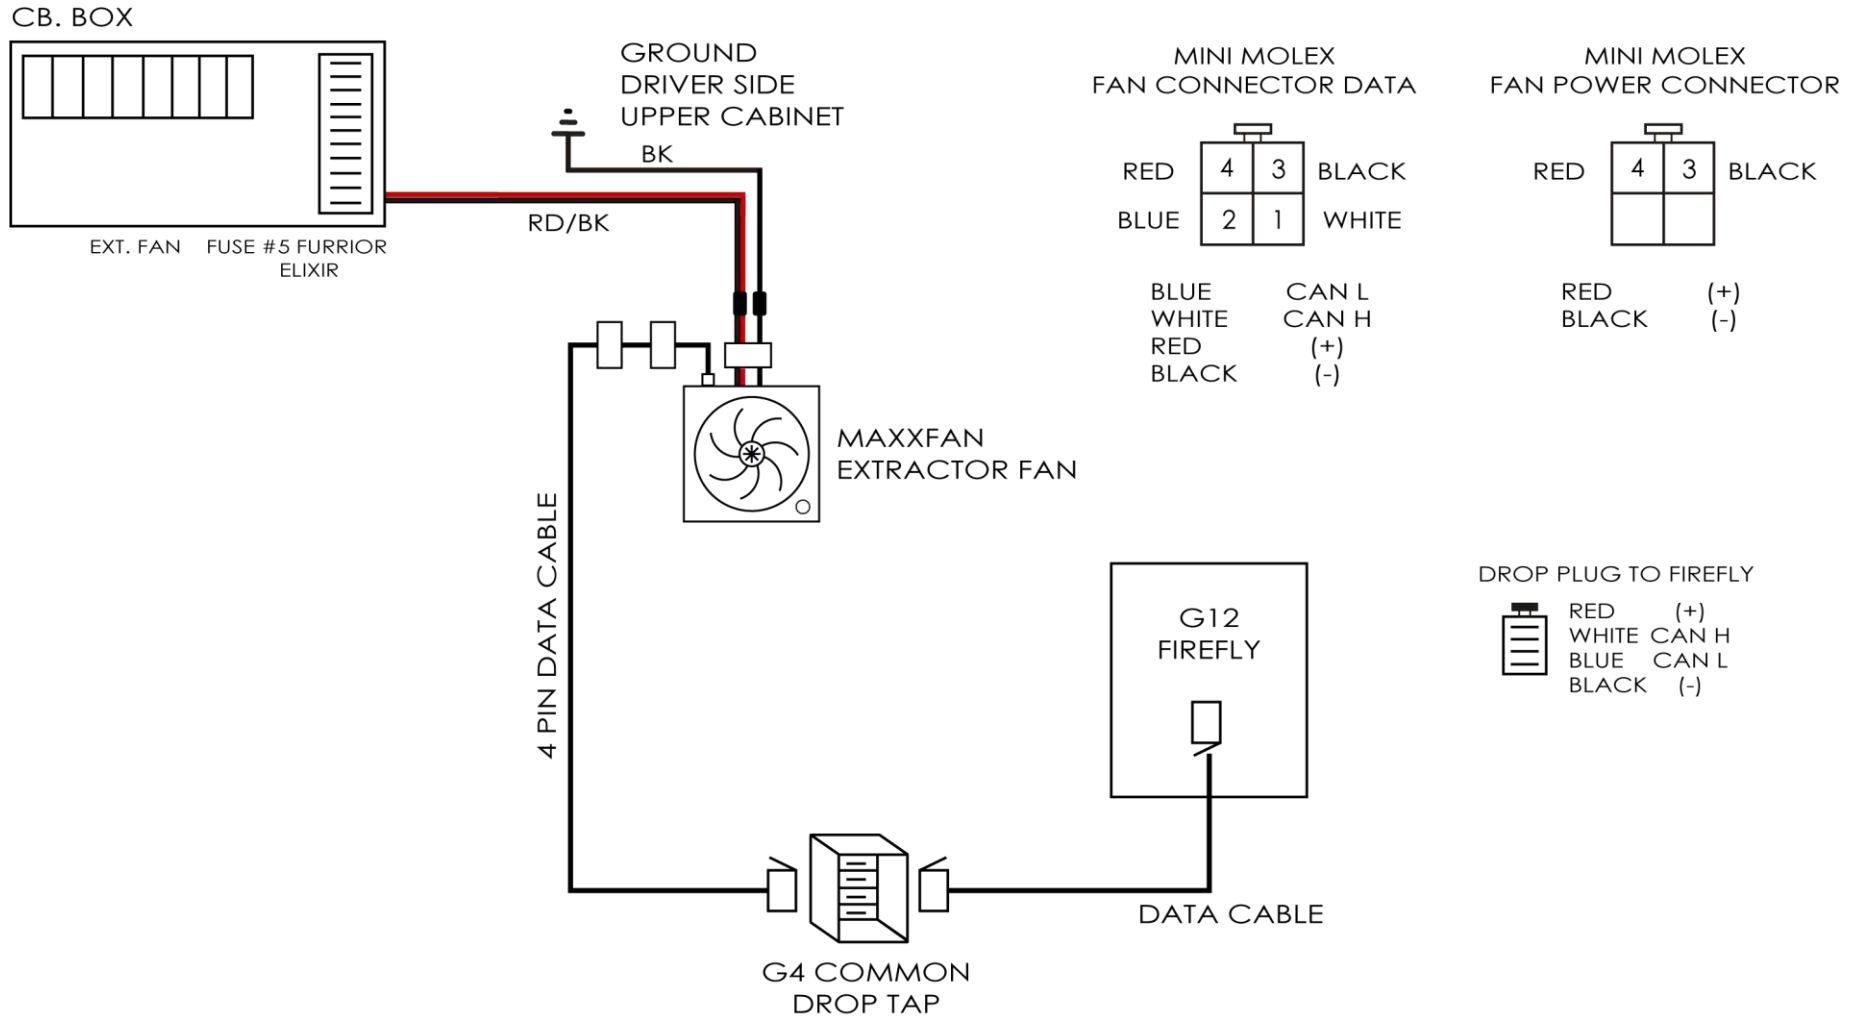 CB. BOX
EXT. FAN FUSE #5 FURRIOR
ELIXIR
GROUND
DRIVER SIDE
UPPER CABINET
BK
RD/BK
MAXXFAN
EXTRACTOR FAN
4 PIN DATA CABLE
MINI MOLEX
FAN CONNECTOR DATA
RED 4 3 BLACK
BLUE 2 1 WHITE
BLUE CAN L
WHITE CAN H
RED (+)
BLACK (-)
MINI MOLEX
FAN POWER CONNECTOR
RED 4 3 BLACK
RED (+)
BLACK (-)
G12
FIREFLY
DROP PLUG TO FIREFLY
RED (+)
WHITE CAN H
BLUE CAN L
BLACK (-)
DATA CABLE
G4 COMMON
DROP TAP